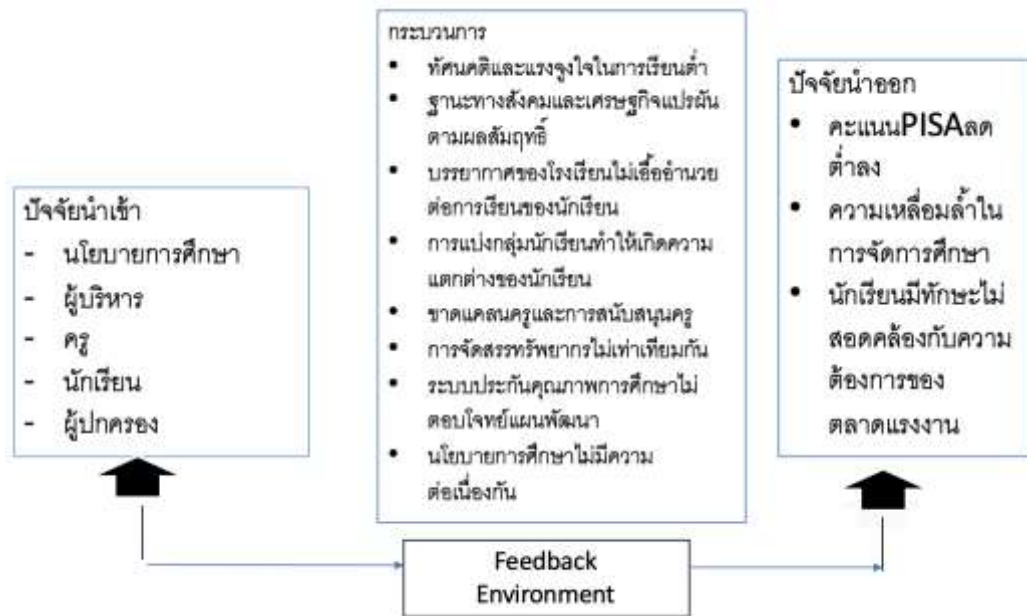 ปัจจัยนำเข้า
- นโยบายการศึกษา
- ผู้บริหาร
- ครู
- นักเรียน
- ผู้ปกครอง
กระบวนการ
• ทัศนคติและแรงจูงใจในการเรียนต่ำ
• ฐานะทางสังคมและเศรษฐกิจแปรผัน
ตามผลสัมฤทธิ์
• บรรยากาศของโรงเรียนไม่เอื้ออำนวย
ต่อการเรียนของนักเรียน
• การแบ่งกลุ่มนักเรียนทำให้เกิดความ
แตกต่างของนักเรียน
• ขาดแคลนครูและการสนับสนุนครู
• การจัดสรรทรัพยากรไม่เท่าเทียมกัน
• ระบบประกันคุณภาพการศึกษาไม่
ตอบโจทย์แผนพัฒนา
• นโยบายการศึกษาไม่มีความ
ต่อเนื่องกัน
ปัจจัยนำออก
• คะแนนPISAลด
ต่ำลง
• ความเหลื่อมล้ำใน
การจัดการศึกษา
• นักเรียนมีทักษะไม่
สอดคล้องกับความ
ต้องการของ
ตลาดแรงงาน
Feedback
Environment